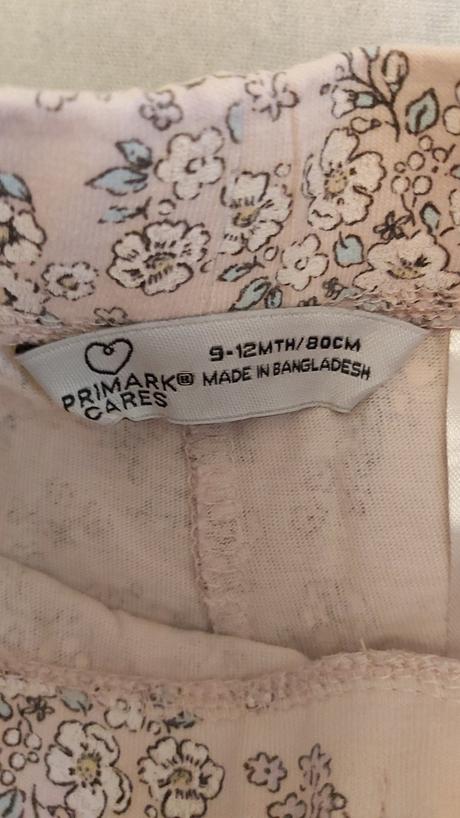 PRIMARK®
CARES
9-12MTH/80CM
MADE IN BANGLADESH